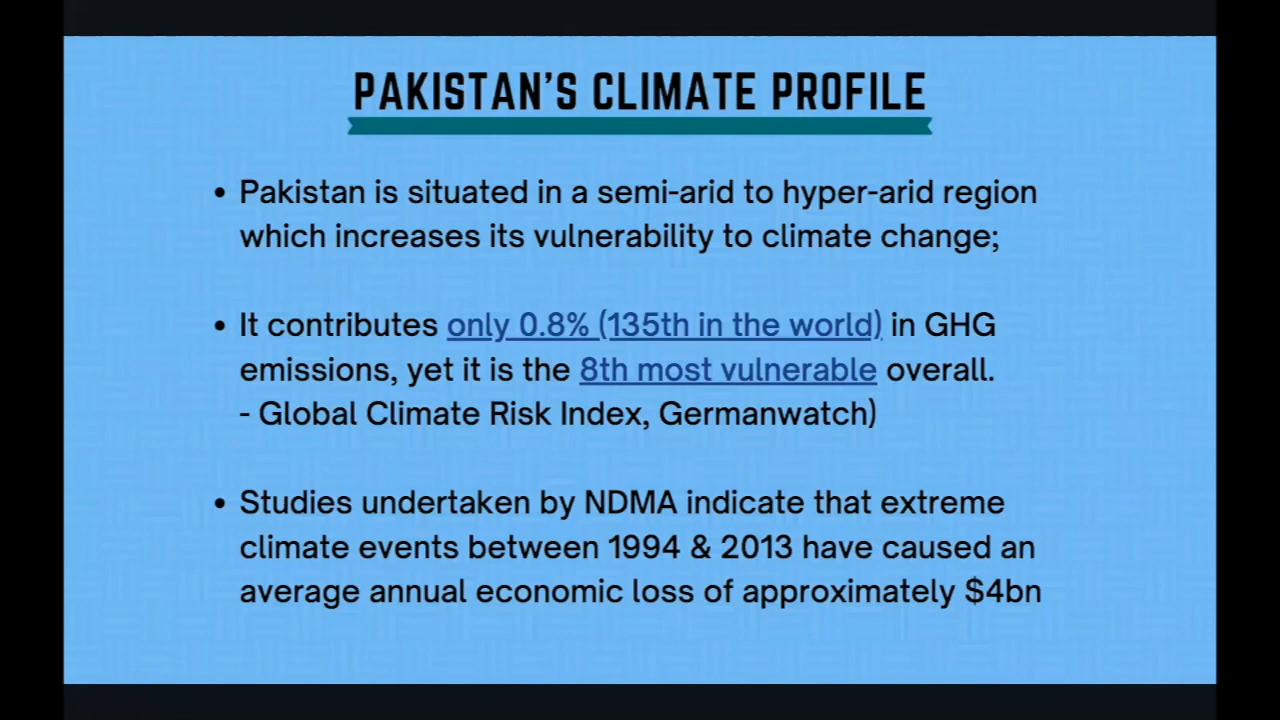 PAKISTAN'S CLIMATE PROFILE
• Pakistan is situated in a semi-arid to hyper-arid region
which increases its vulnerability to climate change;
• It contributes only 0.8% (135th in the world) in GHG
emissions, yet it is the 8th most vulnerable overall.
- Global Climate Risk Index, Germanwatch)
• Studies undertaken by NDMA indicate that extreme
climate events between 1994 & 2013 have caused an
average annual economic loss of approximately $4bn